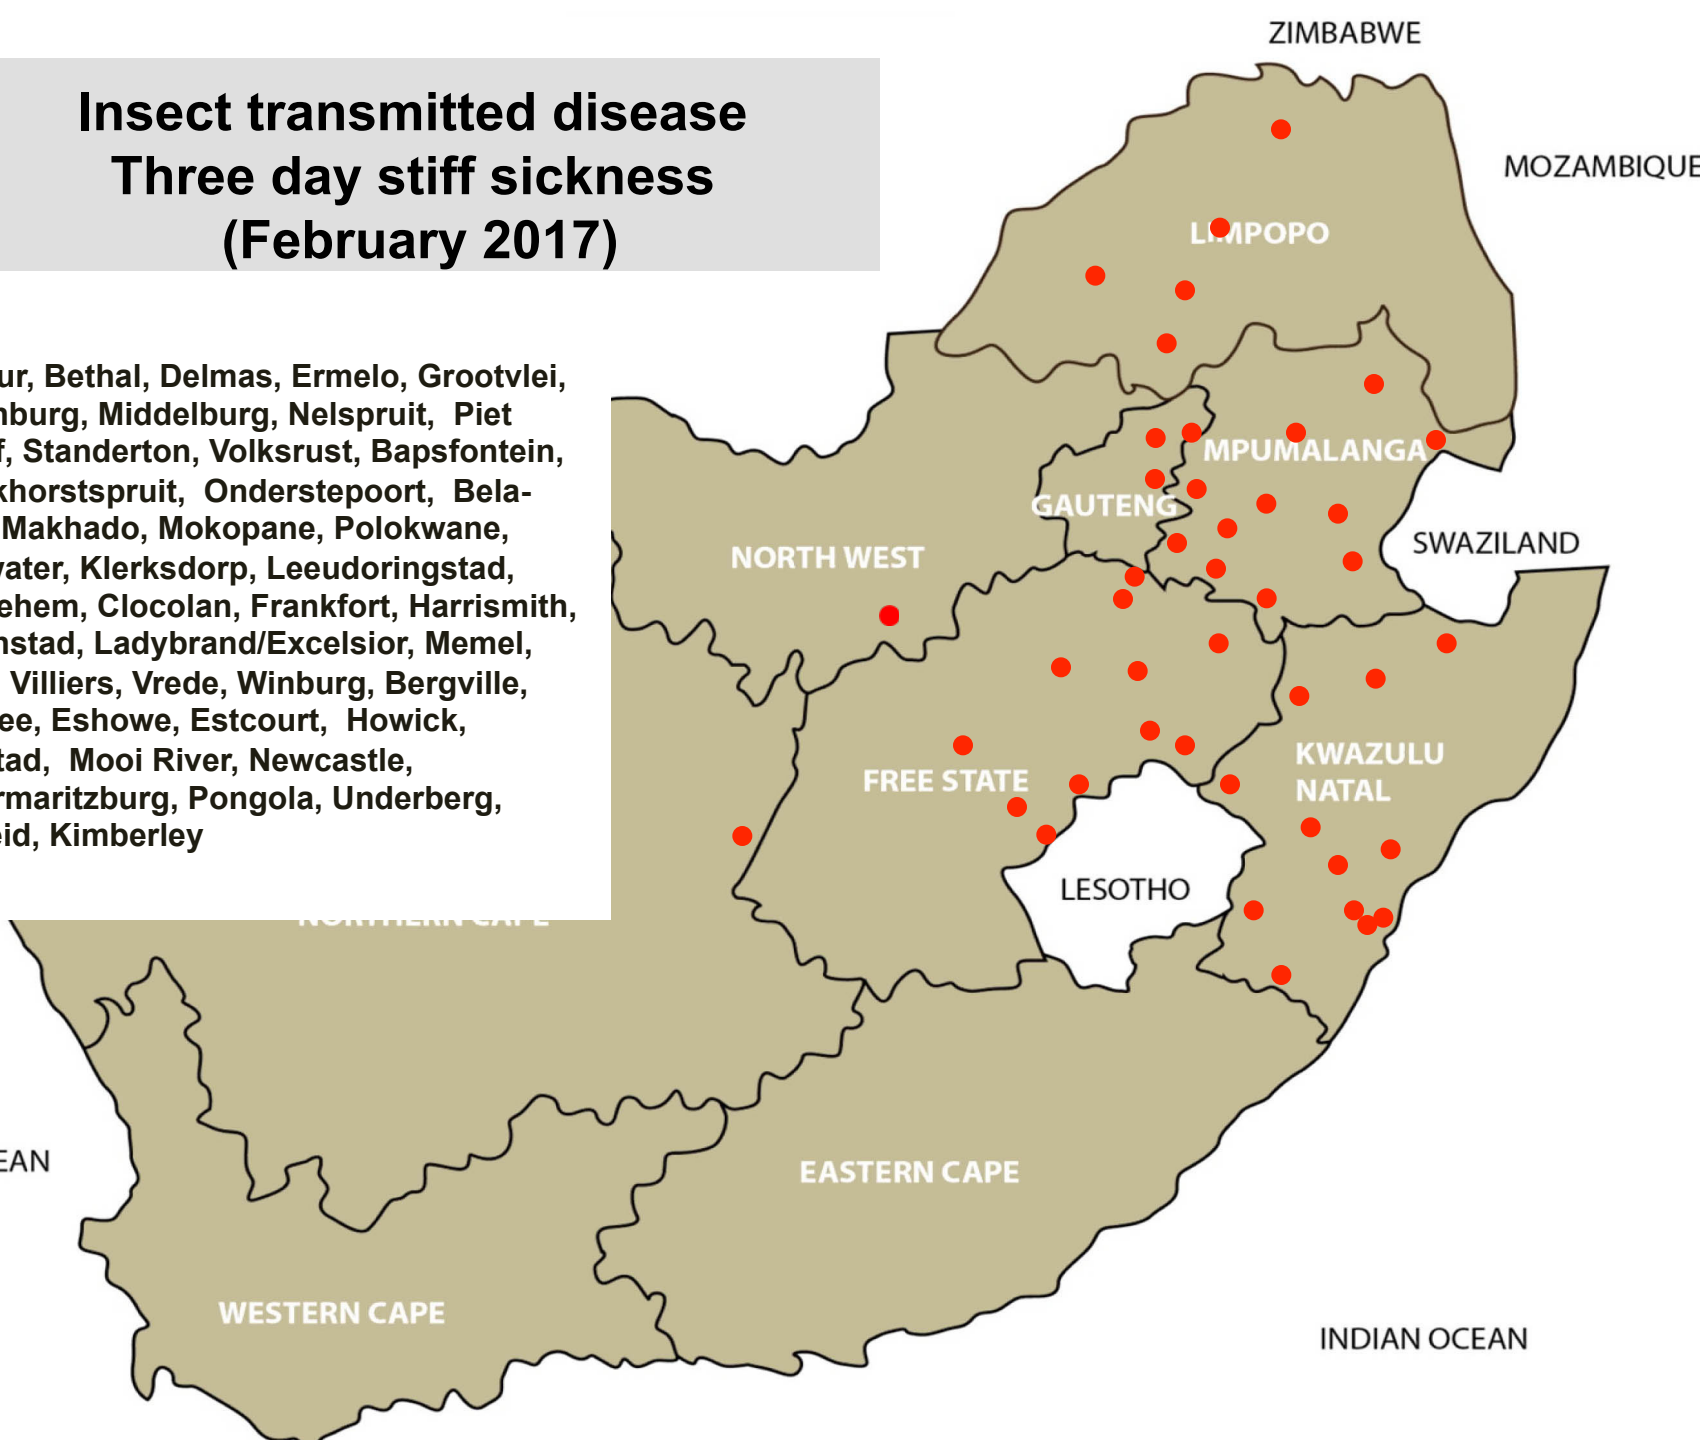 Insect transmitted disease
Three day stiff sickness
(February 2017)
ur, Bethal, Delmas, Ermelo, Grootvlei,
nburg, Middelburg, Nelspruit, Piet
f, Standerton, Volksrust, Bapsfontein,
khorstspruit, Onderstepoort, Bela-
Makhado, Mokopane, Polokwane,
vater, Klerksdorp, Leeudoringstad,
ehem, Clocolan, Frankfort, Harrismith,
nstad, Ladybrand/Excelsior, Memel,
Villiers, Vrede, Winburg, Bergville,
ee, Eshowe, Estcourt, Howick,
tad, Mooi River, Newcastle,
rmaritzburg, Pongola, Underberg,
eid, Kimberley
ZIMBABWE
MOZAMBIQUE
LIMPOPO
MPUMALANGA
GAUTENG
SWAZILAND
NORTH WEST
KWAZULU
NATAL
FREE STATE
LESOTHO
NORTHERN CAPE
EAN
EASTERN CAPE
WESTERN CAPE
INDIAN OCEAN